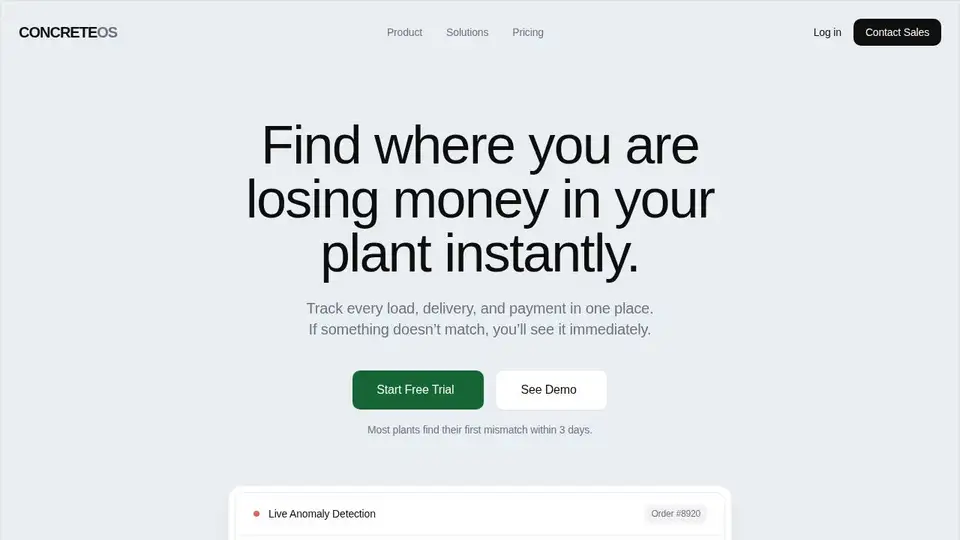 CONCRETEOS
Product
Solutions
Pricing
Log in
Contact Sales
Find where you are
losing money in your
plant instantly.
Track every load, delivery, and payment in one place.
If something doesn’t match, you’ll see it immediately.
Start Free Trial
See Demo
Most plants find their first mismatch within 3 days.
Live Anomaly Detection
Order #8920